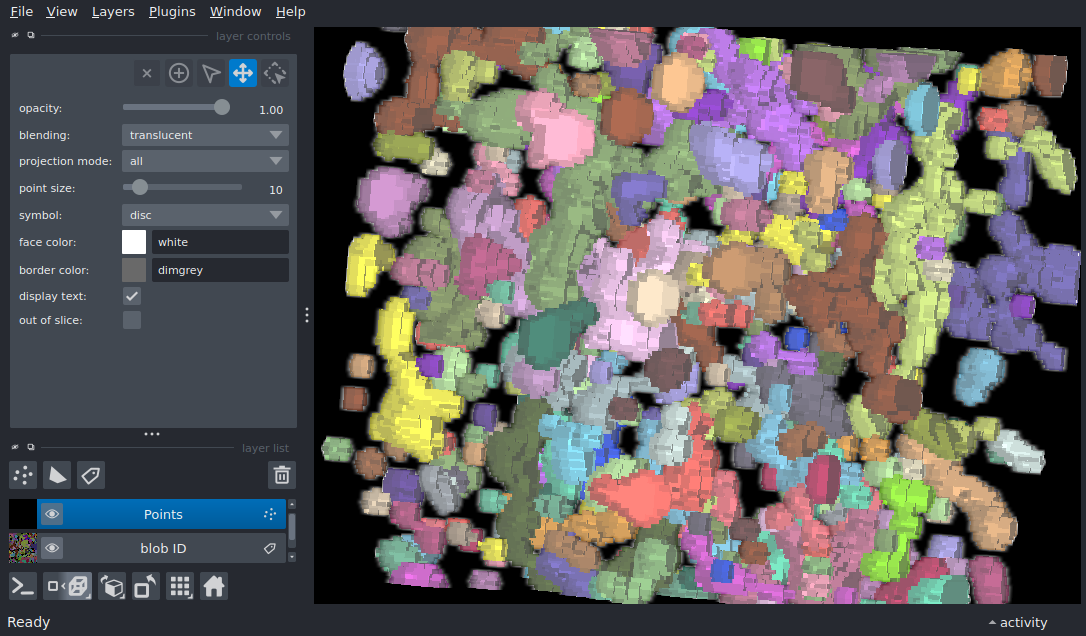 File View Layers Plugins Window Help
layer controls
opacity: 1.00
blending: translucent
projection mode: all
point size: 10
symbol: disc
face color: white
border color: dimgrey
display text:
out of slice:
layer list
Points
blob ID
Ready
activity